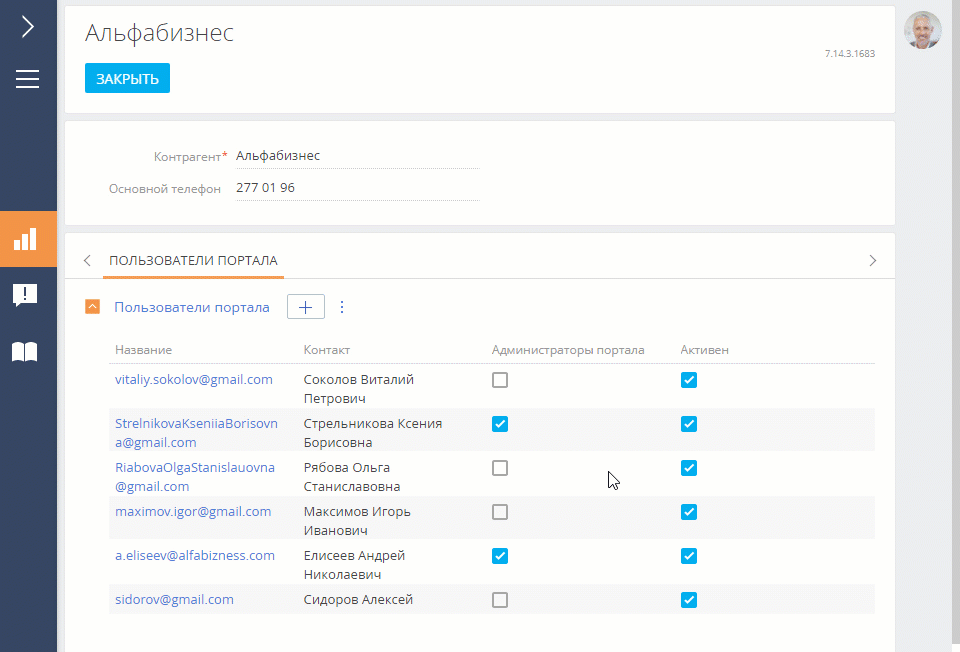 Альфабизнес
7.14.3.1683
ЗАКРЫТЬ
Контрагент* Альфабизнес
Основной телефон 277 01 96
ПОЛЬЗОВАТЕЛИ ПОРТАЛА
Пользователи портала
Название Контакт Администраторы портала Активен
vitaliy.sokolov@gmail.com Соколов Виталий
Петрович
StrelnikovaKseniiaBorisovn Стрельникова Ксения
a@gmail.com Борисовна
RiabovaOlgaStanislauovna Рябова Ольга
@gmail.com Станиславовна
maximov.igor@gmail.com Максимов Игорь
Иванович
a.eliseev@alfabizness.com Елисеев Андрей
Николаевич
sidorov@gmail.com Сидоров Алексей